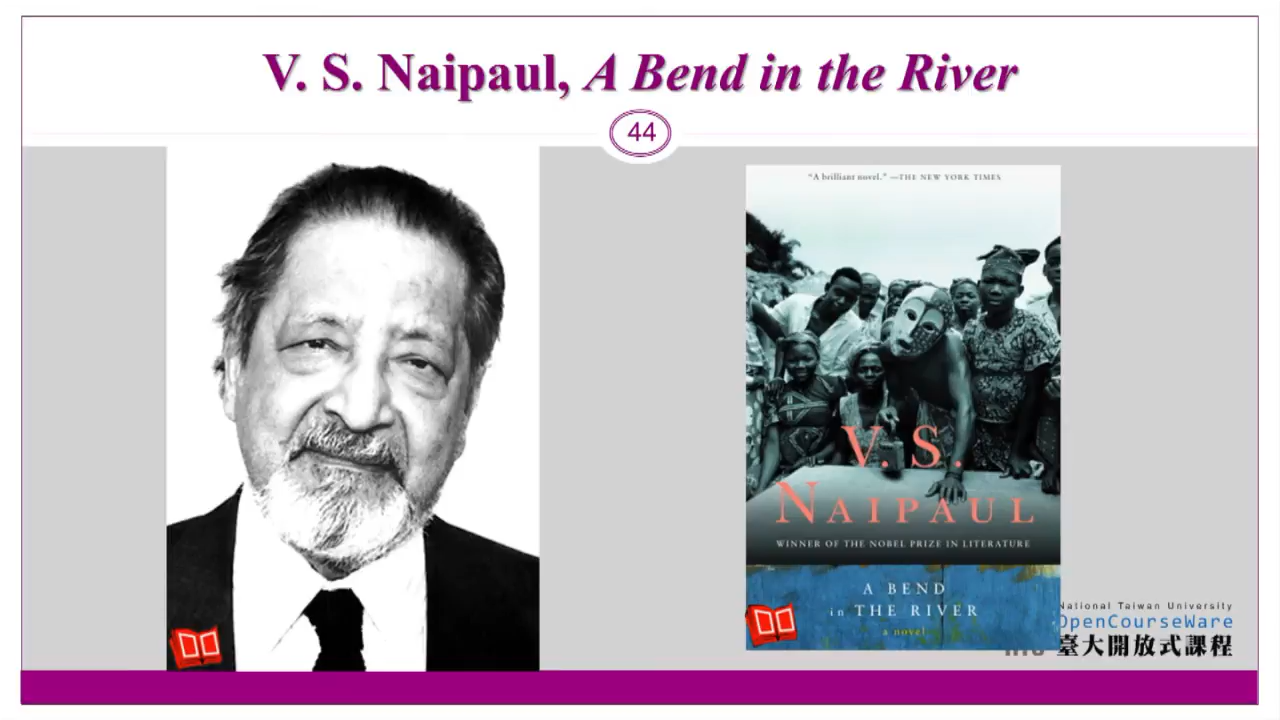 V. S. Naipaul, A Bend in the River
44
"A brilliant novel." —THE NEW YORK TIMES
V. S.
NAIPAUL
WINNER OF THE NOBEL PRIZE IN LITERATURE
A BEND
in THE RIVER
a novel
National Taiwan University
OpenCourseWare
臺大開放式課程